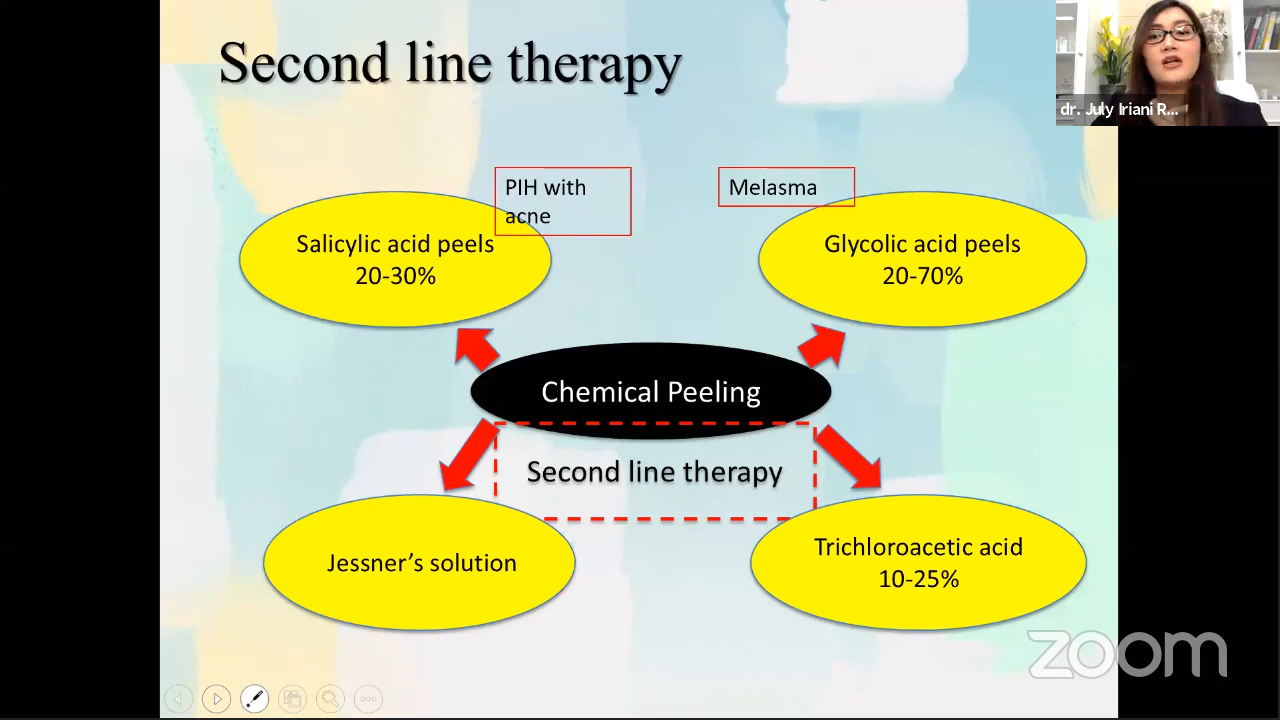 Second line therapy
dr. July Iriani R...
PIH with
acne
Melasma
Salicylic acid peels
20-30%
Glycolic acid peels
20-70%
Chemical Peeling
Second line therapy
Jessner’s solution
Trichloroacetic acid
10-25%
zoom